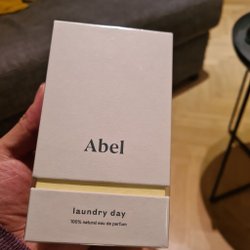 Abel
laundry day
100% natural eau de parfum